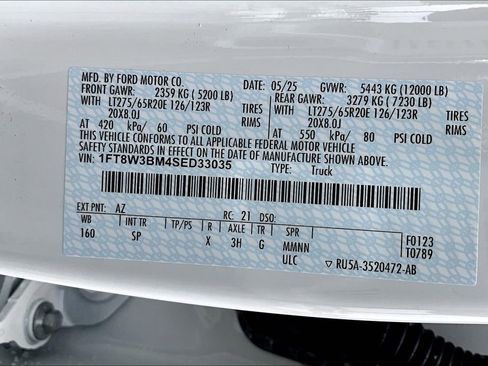 MFD. BY FORD MOTOR CO. 05/25 GVWR: 5443 KG (12000 LB)
FRONT GAWR: 2359 KG ( 5200 LB) REAR GAWR: 3279 KG ( 7230 LB)
WITH LT275/65R20E 126/123R WITH LT275/65R20E 126/123R
20X8.0J 20X8.0J
AT 420 kPa/ 60 PSI COLD AT 550 kPa/ 80 PSI COLD
THIS VEHICLE CONFORMS TO ALL APPLICABLE FEDERAL MOTOR VEHICLE
SAFETY STANDARDS IN EFFECT ON THE DATE OF MANUFACTURE SHOWN ABOVE.
VIN: 1FT8W3BM4SED33035 TYPE: Truck
EXT PNT: AZ RC: 21 DSO:
WB INT TR TP/PS R AXLE TR SPR F0123
160 SP X 3H G MMNN T0789
ULC RU5A-3520472-AB